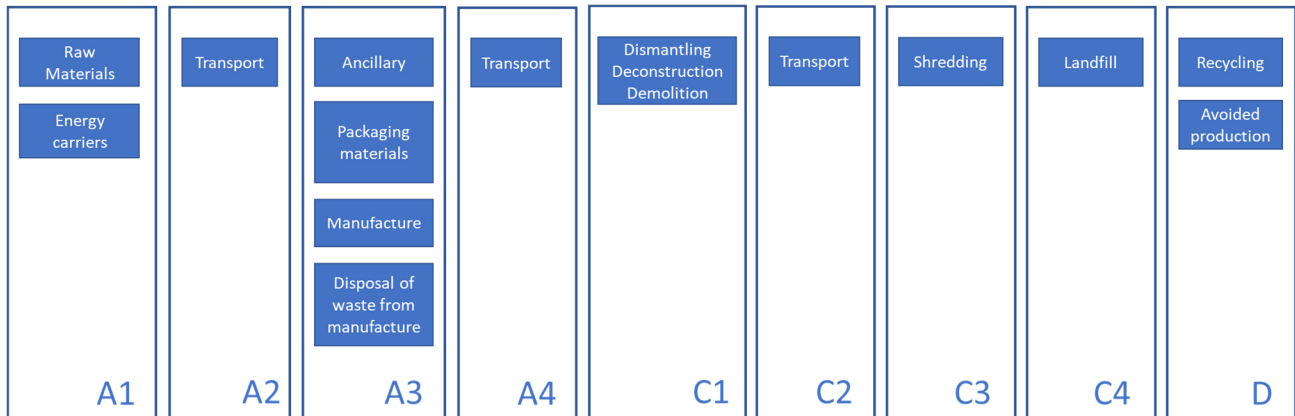 Raw
Materials
Energy
carriers
A1
Transport
A2
Ancillary
Packaging
materials
Manufacture
Disposal of
waste from
manufacture
A3
Transport
A4
Dismantling
Deconstruction
Demolition
C1
Transport
C2
Shredding
C3
Landfill
C4
Recycling
Avoided
production
D